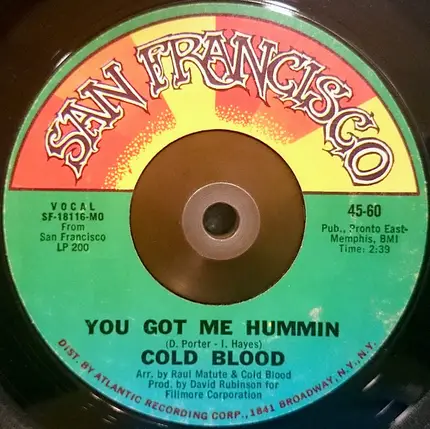 SAN FRANCISCO
VOCAL
SF-18116-MO
From
San Francisco
LP 200
45-60
Pub., Pronto East-
Memphis, BMI
Time: 2:39
YOU GOT ME HUMMIN
(D. Porter - I. Hayes)
COLD BLOOD
Arr. by Raul Matute & Cold Blood
Prod. by David Rubinson for
Fillmore Corporation
DIST. BY ATLANTIC RECORDING CORP., 1841 BROADWAY, N.Y., N.Y.